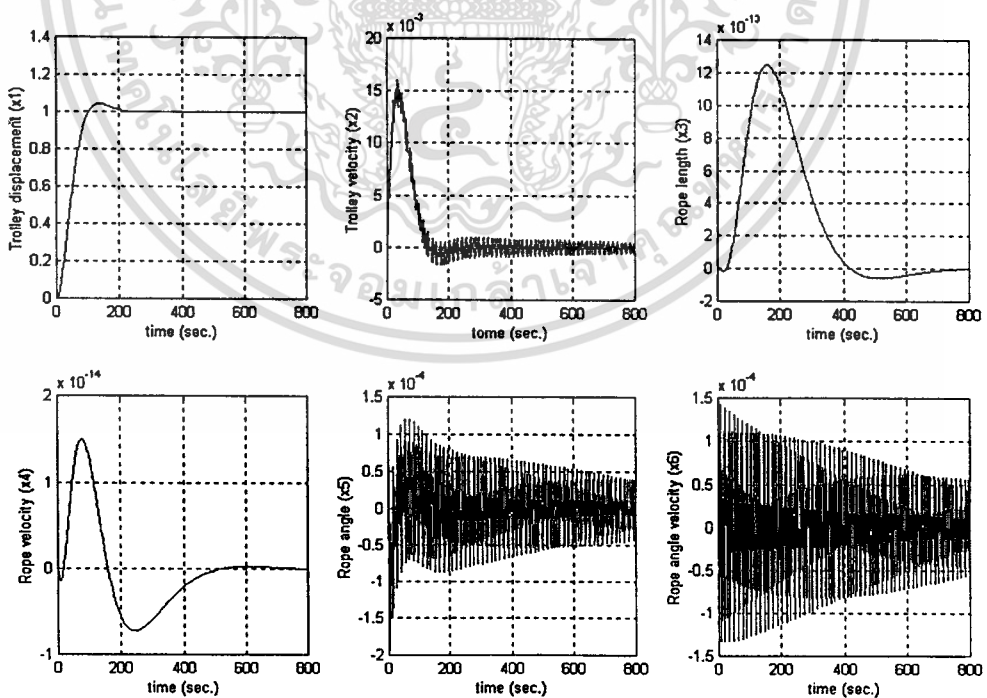 x 10⁻³
x 10⁻¹³
Trolley displacement (x1)
1.4
1.2
1
0.8
0.6
0.4
0.2
0
0 200 400 600 800
time (sec.)
Trolley velocity (x2)
20
15
10
5
0
-5
0 200 400 600 800
tome (sec.)
Rope length (x3)
14
12
10
8
6
4
2
0
-2
0 200 400 600 800
time (sec.)
x 10⁻¹⁴
x 10⁻⁴
x 10⁻⁴
Rope velocity (x4)
2
1
0
-1
0 200 400 600 800
time (sec.)
Rope angle (x5)
1.5
1
0.5
0
-0.5
-1
-1.5
-2
0 200 400 600 800
time (sec.)
Rope angle velocity (x6)
1.5
1
0.5
0
-0.5
-1
-1.5
0 200 400 600 800
time (sec.)